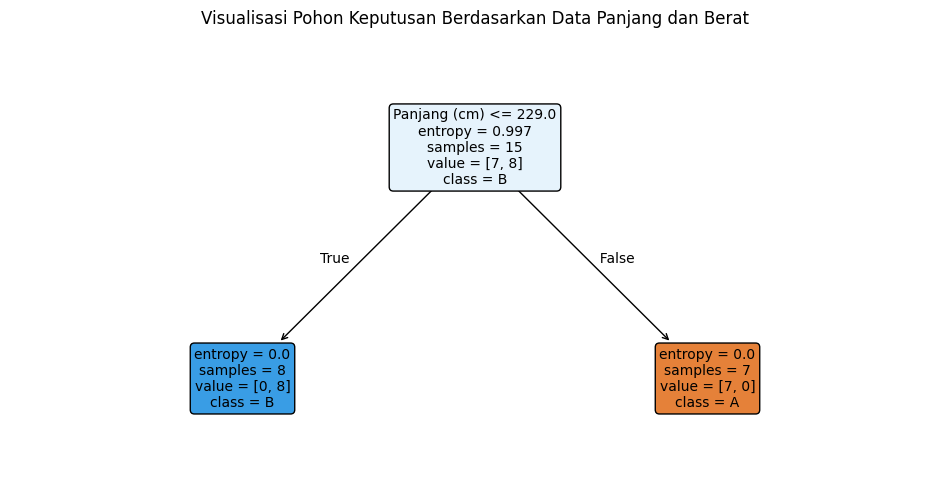 Visualisasi Pohon Keputusan Berdasarkan Data Panjang dan Berat
Panjang (cm) <= 229.0
entropy = 0.997
samples = 15
value = [7, 8]
class = B
True
False
entropy = 0.0
samples = 8
value = [0, 8]
class = B
entropy = 0.0
samples = 7
value = [7, 0]
class = A